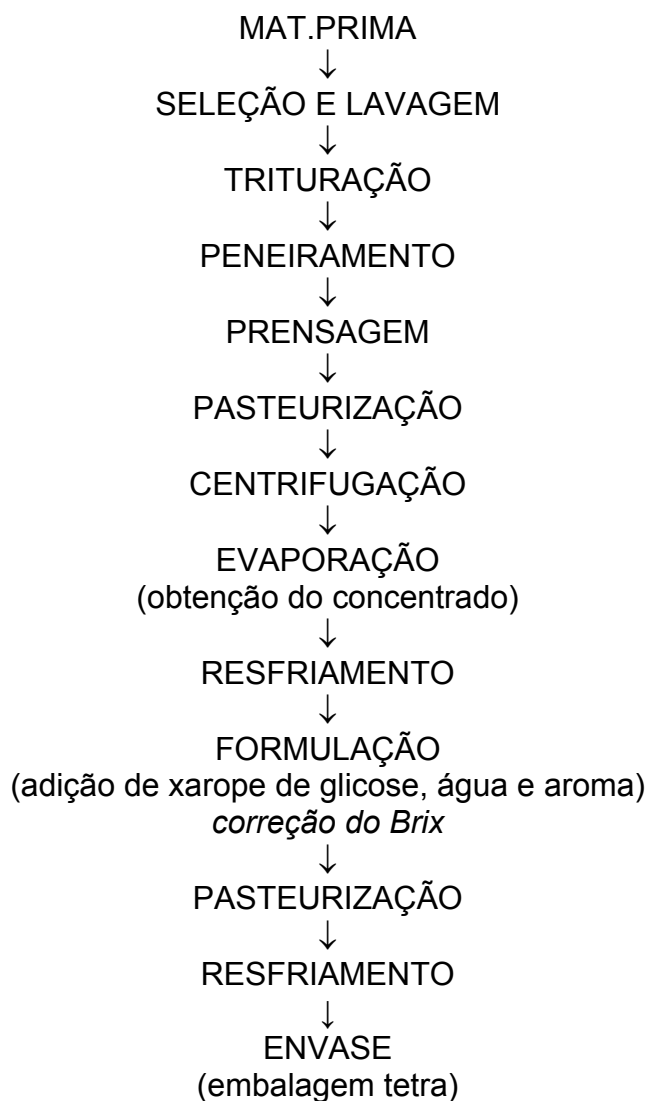 MAT.PRIMA
↓
SELEÇÃO E LAVAGEM
↓
TRITURAÇÃO
↓
PENEIRAMENTO
↓
PRENSAGEM
↓
PASTEURIZAÇÃO
↓
CENTRIFUGAÇÃO
↓
EVAPORAÇÃO
(obtenção do concentrado)
↓
RESFRIAMENTO
↓
FORMULAÇÃO
(adição de xarope de glicose, água e aroma)
correção do Brix
↓
PASTEURIZAÇÃO
↓
RESFRIAMENTO
↓
ENVASE
(embalagem tetra)